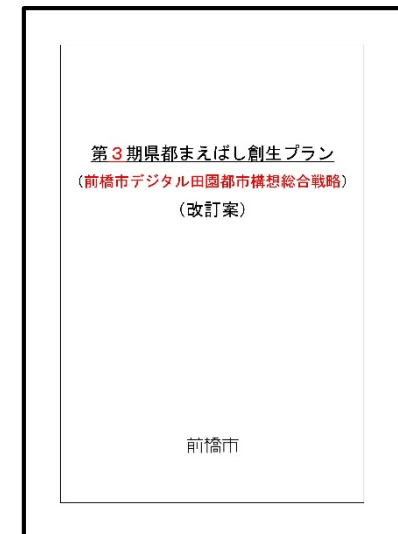 第３期県都まえばし創生プラン
（前橋市デジタル田園都市構想総合戦略）
（改訂案）
前橋市